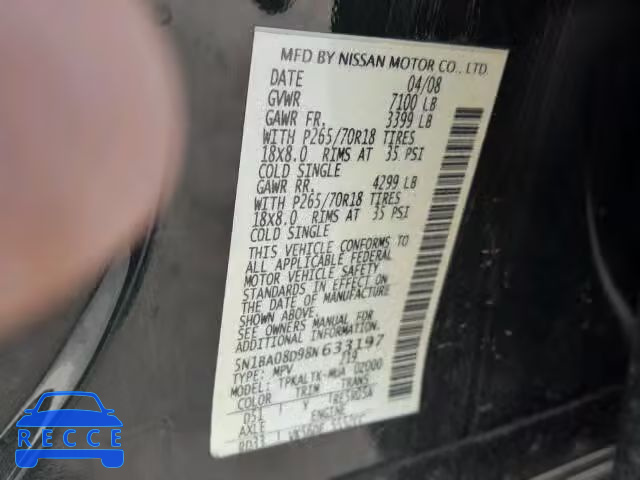 MFD BY NISSAN MOTOR CO., LTD.
DATE 04/08
GVWR 7100 LB
GAWR FR. 3399 LB
WITH P265/70R18 TIRES
18X8.0 RIMS AT 35 PSI
COLD SINGLE
GAWR RR. 4299 LB
WITH P265/70R18 TIRES
18X8.0 RIMS AT 35 PSI
COLD SINGLE
THIS VEHICLE CONFORMS TO
ALL APPLICABLE FEDERAL
MOTOR VEHICLE SAFETY
STANDARDS IN EFFECT ON
THE DATE OF MANUFACTURE
SHOWN ABOVE.
SEE OWNERS MANUAL FOR
ADDITIONAL INFORMATION.
5N1BA08D98N633197
TYPE: MPV
MODEL: TPKALTK-MUA
COLOR TRIM TRANS
D51
AXLE ENGINE
RECCE